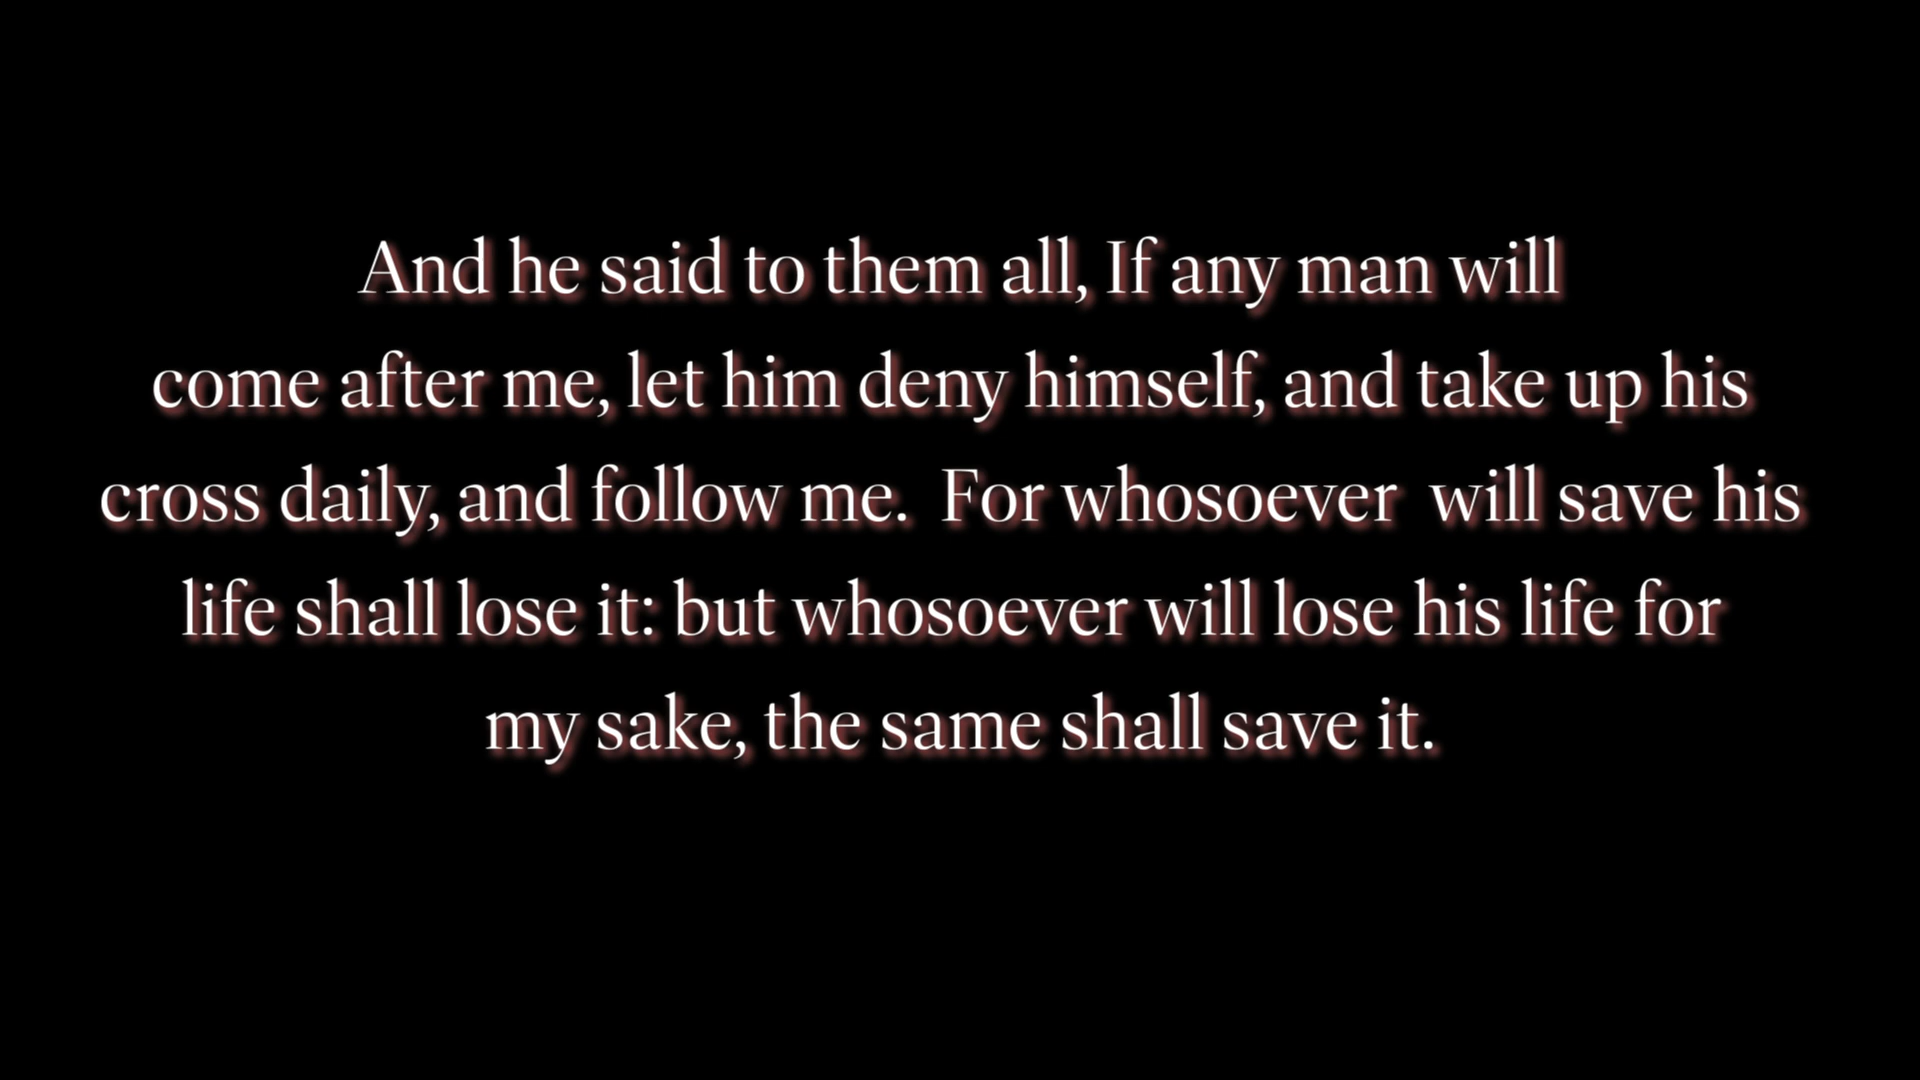 And he said to them all, If any man will
come after me, let him deny himself, and take up his
cross daily, and follow me.  For whosoever  will save his
life shall lose it: but whosoever will lose his life for
my sake, the same shall save it.